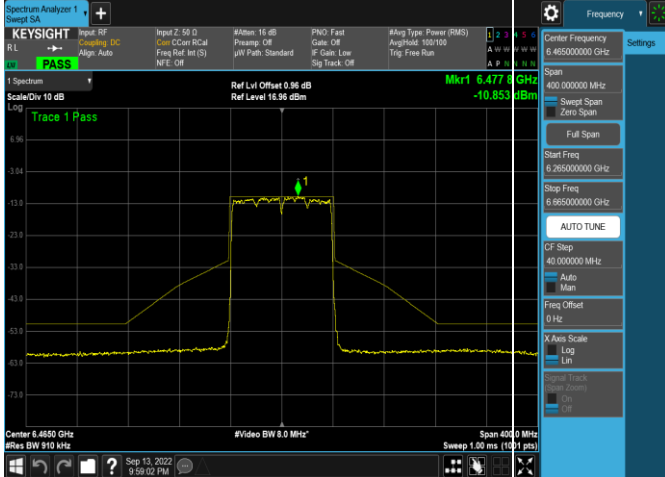 Spectrum Analyzer 1
Swept SA
+
Frequency
KEYSIGHT
Input: RF
Input Z: 50 Ω
#Atten: 16 dB
PNO: Fast
#Avg Type: Power (RMS)
1 2 3 4 5 6
RL
Coupling: DC
Corr CCorr RCal
Preamp: Off
Gate: Off
Avg|Hold: 100/100
A W W W W W
Align: Auto
Freq Ref: Int (S)
µW Path: Standard
IF Gain: Low
Trig: Free Run
LV
PASS
NFE: Off
Sig Track: Off
A P N N N N
1 Spectrum
Ref Lvl Offset 0.96 dB
Mkr1 6.477 8 GHz
Scale/Div 10 dB
Ref Level 16.96 dBm
-10.853 dBm
Log
Trace 1 Pass
6.96
-3.04
-13.0
-23.0
-33.0
-43.0
-53.0
-63.0
-73.0
1
Center 6.4650 GHz
#Video BW 8.0 MHz*
Span 400.0 MHz
#Res BW 910 kHz
Sweep 1.00 ms (1001 pts)
Sep 13, 2022
9:59:02 PM
Center Frequency
6.465000000 GHz
Settings
Span
400.000000 MHz
Swept Span
Zero Span
Full Span
Start Freq
6.265000000 GHz
Stop Freq
6.665000000 GHz
AUTO TUNE
CF Step
40.000000 MHz
Auto
Man
Freq Offset
0 Hz
X Axis Scale
Log
Lin
Signal Track
(Span Zoom)
On
Off